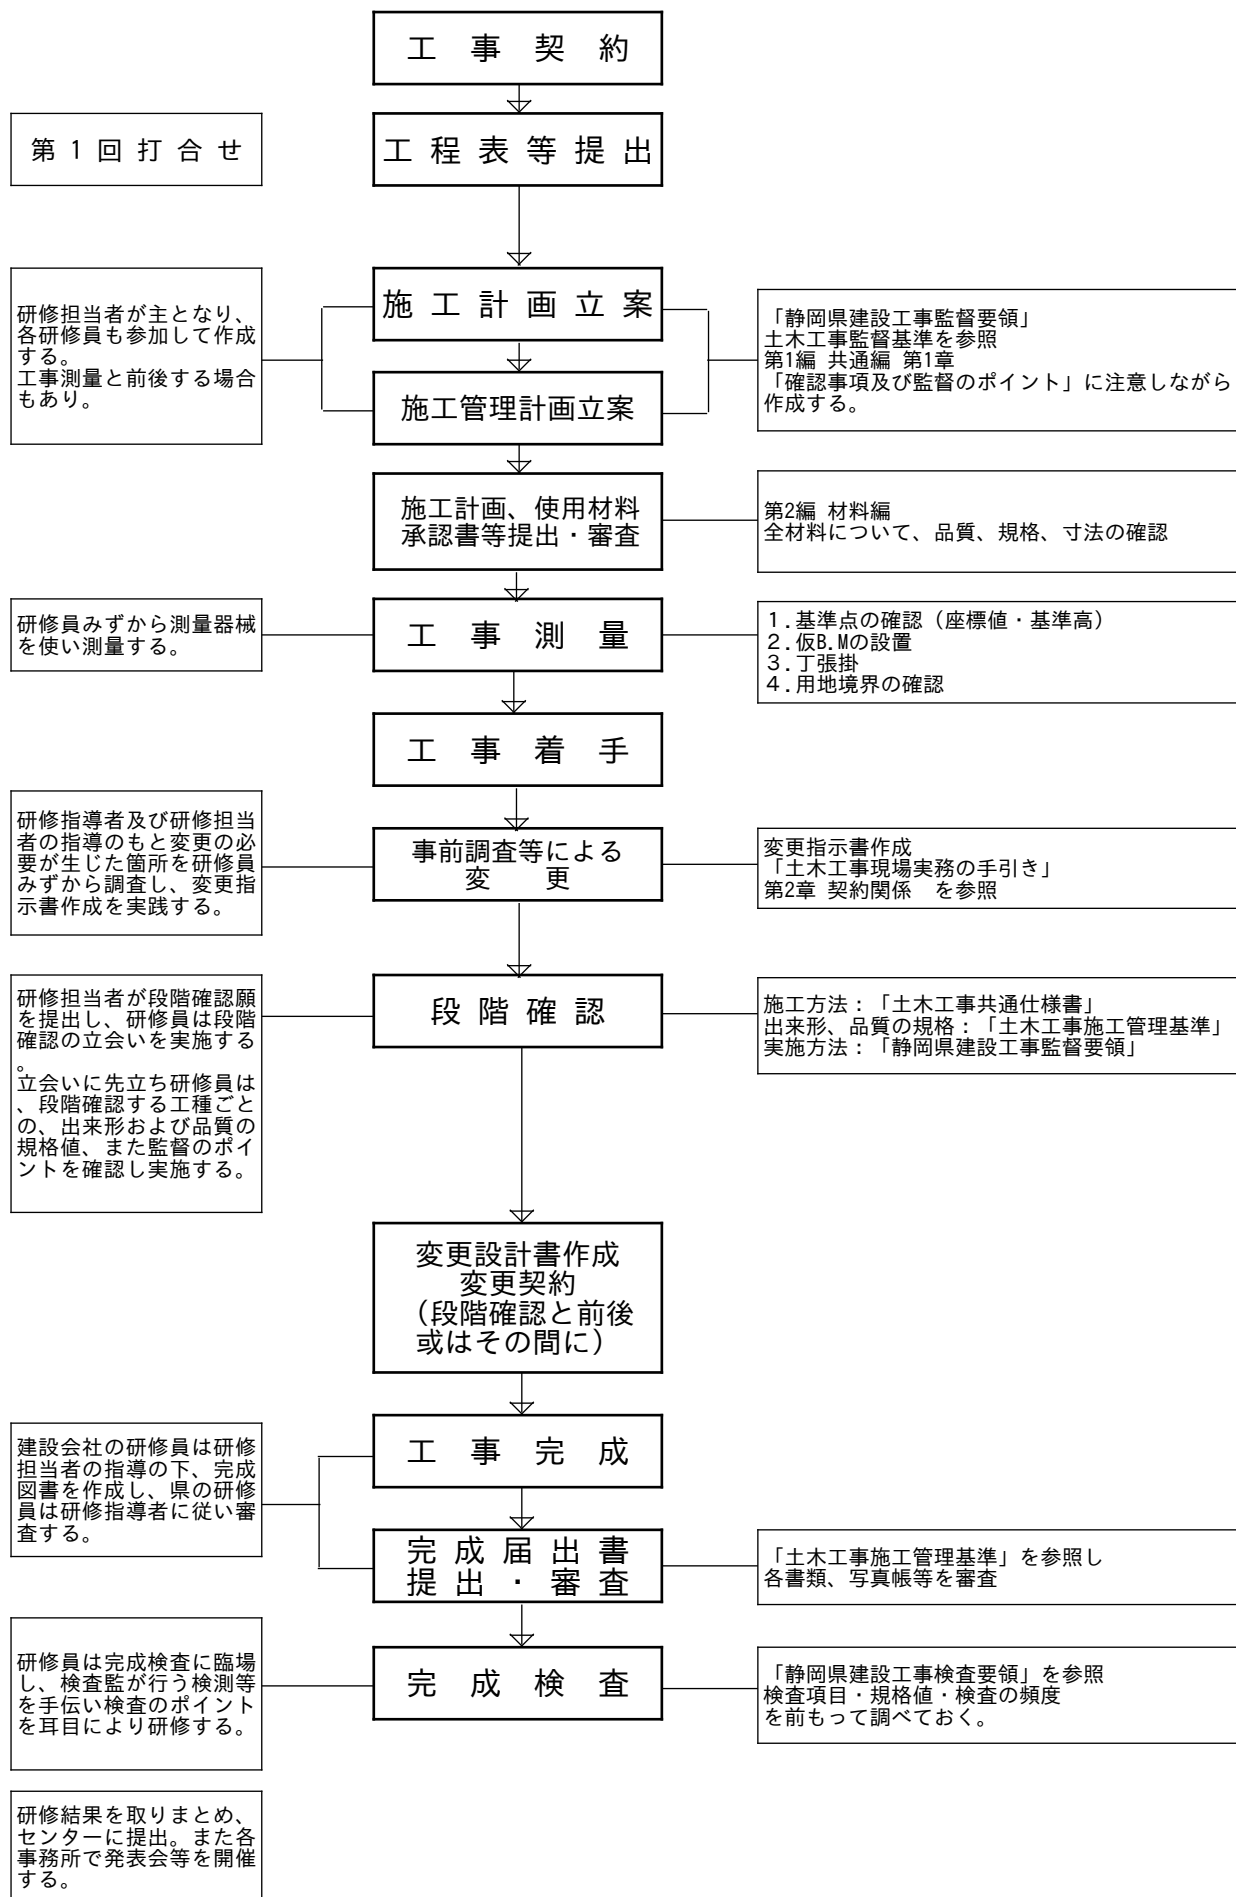 工事契約
第1回打合せ
工程表等提出
研修担当者が主となり、
各研修員も参加して作成
する。
工事測量と前後する場合
もあり。
施工計画立案
施工管理計画立案
「静岡県建設工事監督要領」
土木工事監督基準を参照
第1編 共通編 第1章
「確認事項及び監督のポイント」に注意しながら
作成する。
施工計画、使用材料
承認書等提出・審査
第2編 材料編
全材料について、品質、規格、寸法の確認
研修員みずから測量器械
を使い測量する。
工事測量
1.基準点の確認（座標値・基準高）
2.仮B.Mの設置
3.丁張掛
4.用地境界の確認
工事着手
研修指導者及び研修担当
者の指導のもと変更の必
要が生じた箇所を研修員
みずから調査し、変更指
示書作成を実践する。
事前調査等による
変　更
変更指示書作成
「土木工事現場実務の手引き」
第2章 契約関係　を参照
研修担当者が段階確認願
を提出し、研修員は段階
確認の立会いを実施する
。
立会いに先立ち研修員は
、段階確認する工種ごと
の、出来形および品質の
規格値、また監督のポイ
ントを確認し実施する。
段階確認
施工方法：「土木工事共通仕様書」
出来形、品質の規格：「土木工事施工管理基準」
実施方法：「静岡県建設工事監督要領」
変更設計書作成
変更契約
（段階確認と前後
或はその間に）
建設会社の研修員は研修
担当者の指導の下、完成
図書を作成し、県の研修
員は研修指導者に従い審
査する。
工事完成
完成届出書
提出・審査
「土木工事施工管理基準」を参照し
各書類、写真帳等を審査
研修員は完成検査に臨場
し、検査監が行う検測等
を手伝い検査のポイント
を耳目により研修する。
完成検査
「静岡県建設工事検査要領」を参照
検査項目・規格値・検査の頻度
を前もって調べておく。
研修結果を取りまとめ、
センターに提出。また各
事務所で発表会等を開催
する。